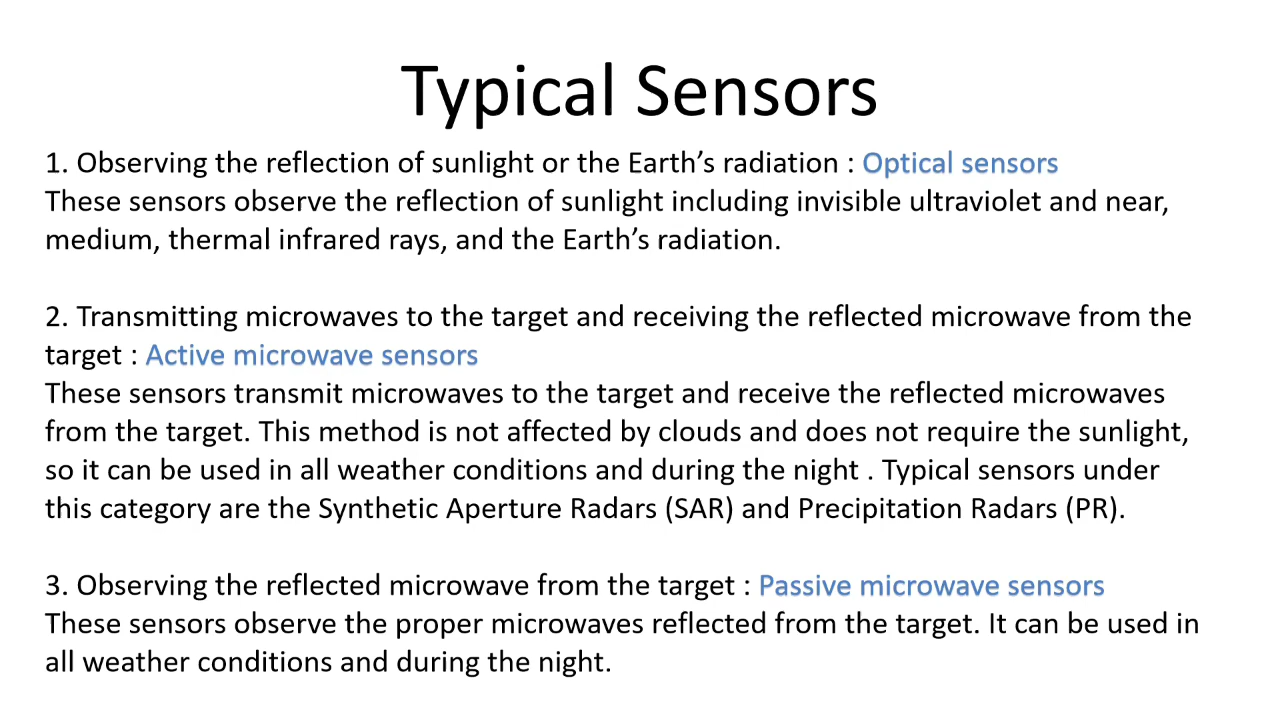 Typical Sensors
1. Observing the reflection of sunlight or the Earth’s radiation : Optical sensors
These sensors observe the reflection of sunlight including invisible ultraviolet and near,
medium, thermal infrared rays, and the Earth’s radiation.
2. Transmitting microwaves to the target and receiving the reflected microwave from the
target : Active microwave sensors
These sensors transmit microwaves to the target and receive the reflected microwaves
from the target. This method is not affected by clouds and does not require the sunlight,
so it can be used in all weather conditions and during the night . Typical sensors under
this category are the Synthetic Aperture Radars (SAR) and Precipitation Radars (PR).
3. Observing the reflected microwave from the target : Passive microwave sensors
These sensors observe the proper microwaves reflected from the target. It can be used in
all weather conditions and during the night.